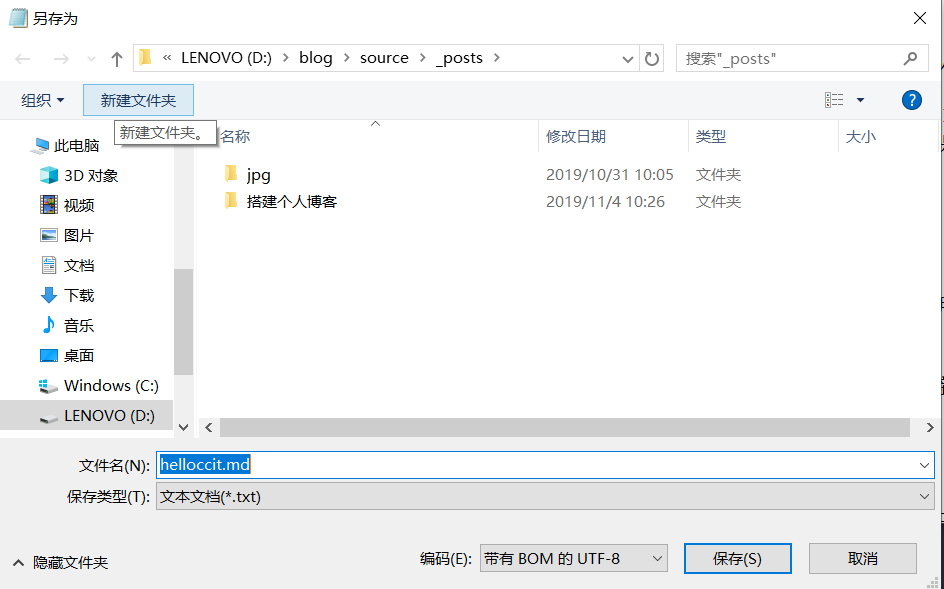 另存为
« LENOVO (D:) › blog › source › _posts ›
搜索"_posts"
组织
新建文件夹
?
新建文件夹。
名称
修改日期
类型
大小
此电脑
3D 对象
视频
图片
文档
下载
音乐
桌面
Windows (C:)
LENOVO (D:)
jpg
2019/10/31 10:05
文件夹
搭建个人博客
2019/11/4 10:26
文件夹
文件名(N):
helloccit.md
保存类型(T):
文本文档(*.txt)
隐藏文件夹
编码(E):
带有 BOM 的 UTF-8
保存(S)
取消